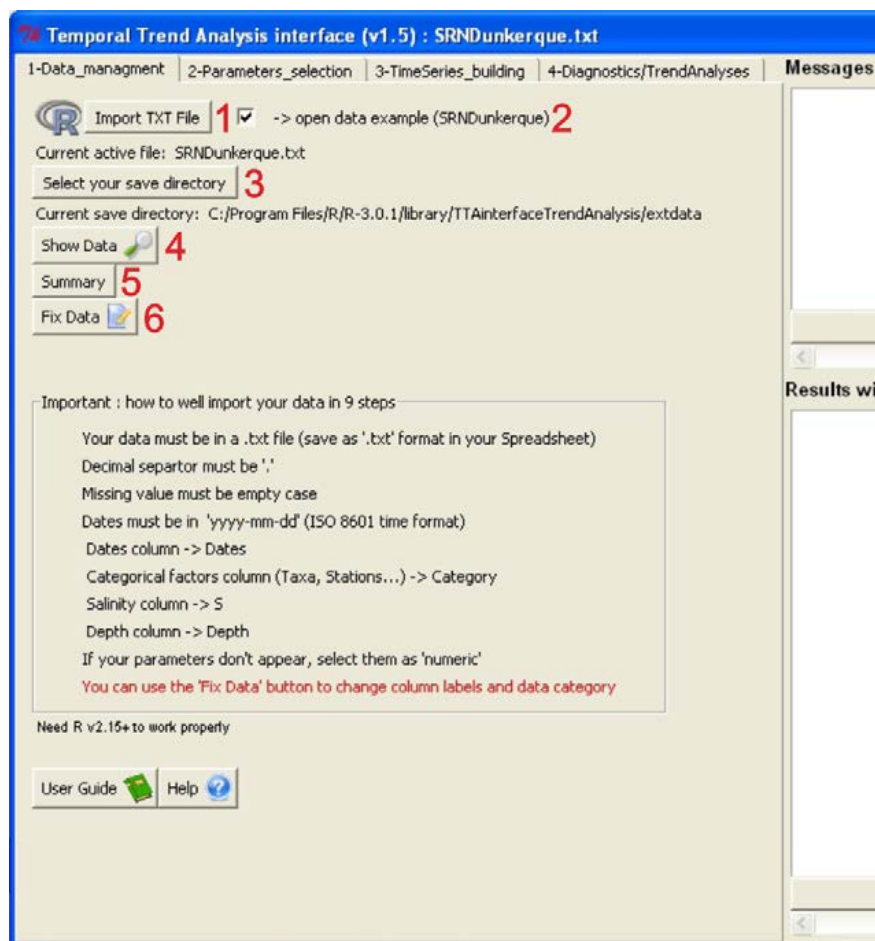 Temporal Trend Analysis interface (v1.5) : SRNDunkerque.txt
1-Data_managment 2-Parameters_selection 3-TimeSeries_building 4-Diagnostics/TrendAnalyses Messages
R Import TXT File 1 -> open data example (SRNDunkerque) 2
Current active file: SRNDunkerque.txt
Select your save directory 3
Current save directory: C:/Program Files/R/R-3.0.1/library/TTAinterfaceTrendAnalysis/extdata
Show Data 4
Summary 5
Fix Data 6
Results wi
Important : how to well import your data in 9 steps
Your data must be in a .txt file (save as '.txt' format in your Spreadsheet)
Decimal separtor must be '.'
Missing value must be empty case
Dates must be in 'yyyy-mm-dd' (ISO 8601 time format)
Dates column -> Dates
Categorical factors column (Taxa, Stations...) -> Category
Salinity column -> S
Depth column -> Depth
If your parameters don't appear, select them as 'numeric'
You can use the 'Fix Data' button to change column labels and data category
Need R v2.15+ to work properly
User Guide Help ?